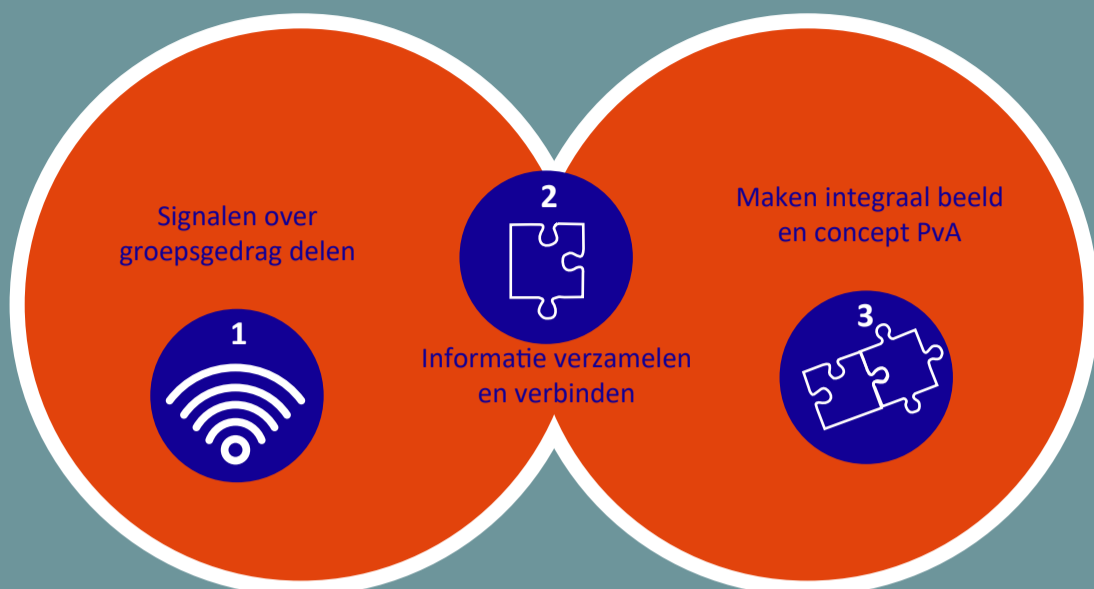 Signalen over
groepsgedrag delen
1
2
Informatie verzamelen
en verbinden
Maken integraal beeld
en concept PvA
3